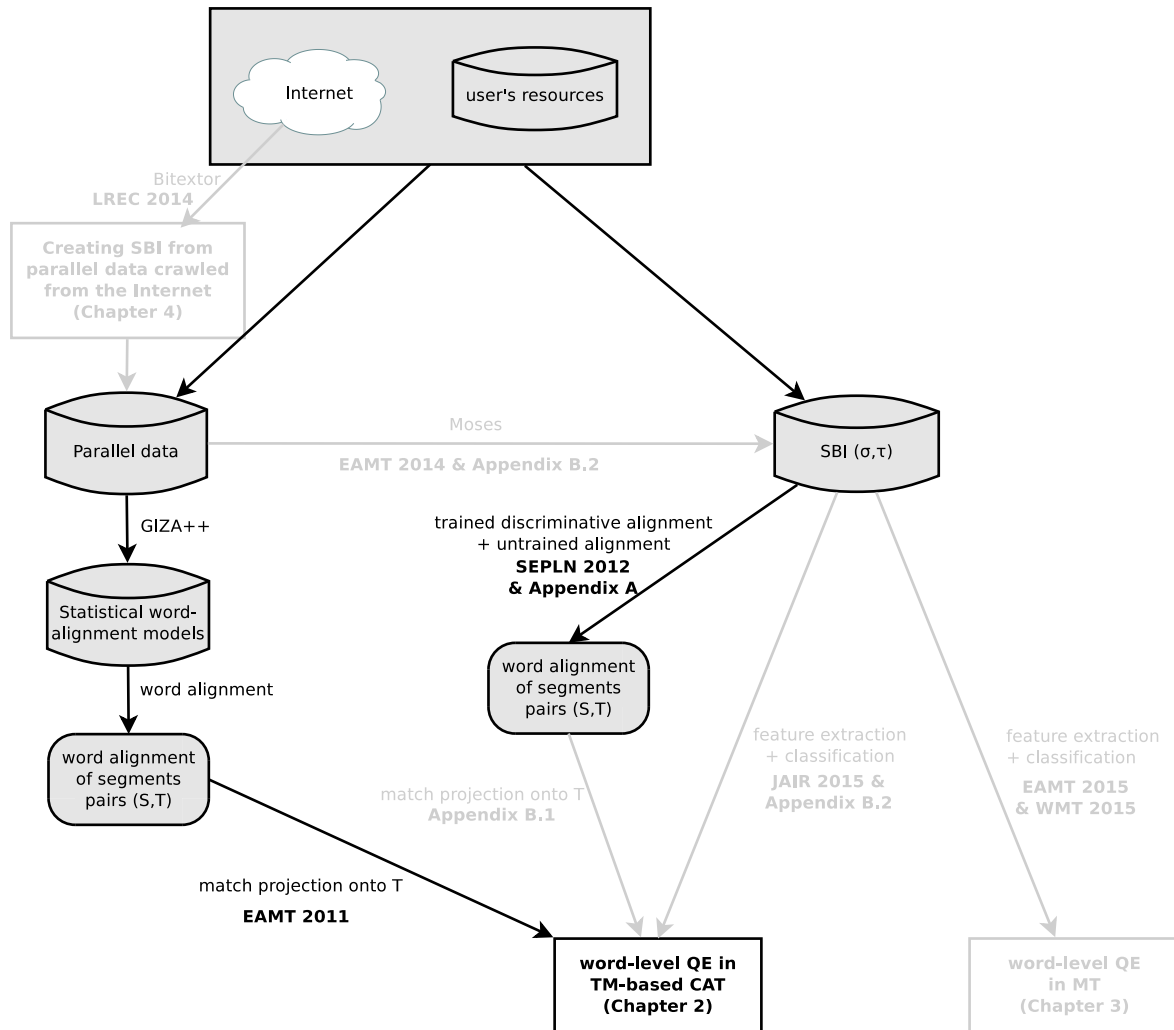 Internet
user's resources
Bitextor
LREC 2014
Creating SBI from
parallel data crawled
from the Internet
(Chapter 4)
Parallel data
Moses
EAMT 2014 & Appendix B.2
SBI (σ,τ)
GIZA++
trained discriminative alignment
+ untrained alignment
SEPLN 2012
& Appendix A
Statistical word-
alignment models
word alignment
word alignment
of segments
pairs (S,T)
word alignment
of segments
pairs (S,T)
match projection onto T
Appendix B.1
feature extraction
+ classification
JAIR 2015 &
Appendix B.2
feature extraction
+ classification
EAMT 2015
& WMT 2015
match projection onto T
EAMT 2011
word-level QE in
TM-based CAT
(Chapter 2)
word-level QE
in MT
(Chapter 3)